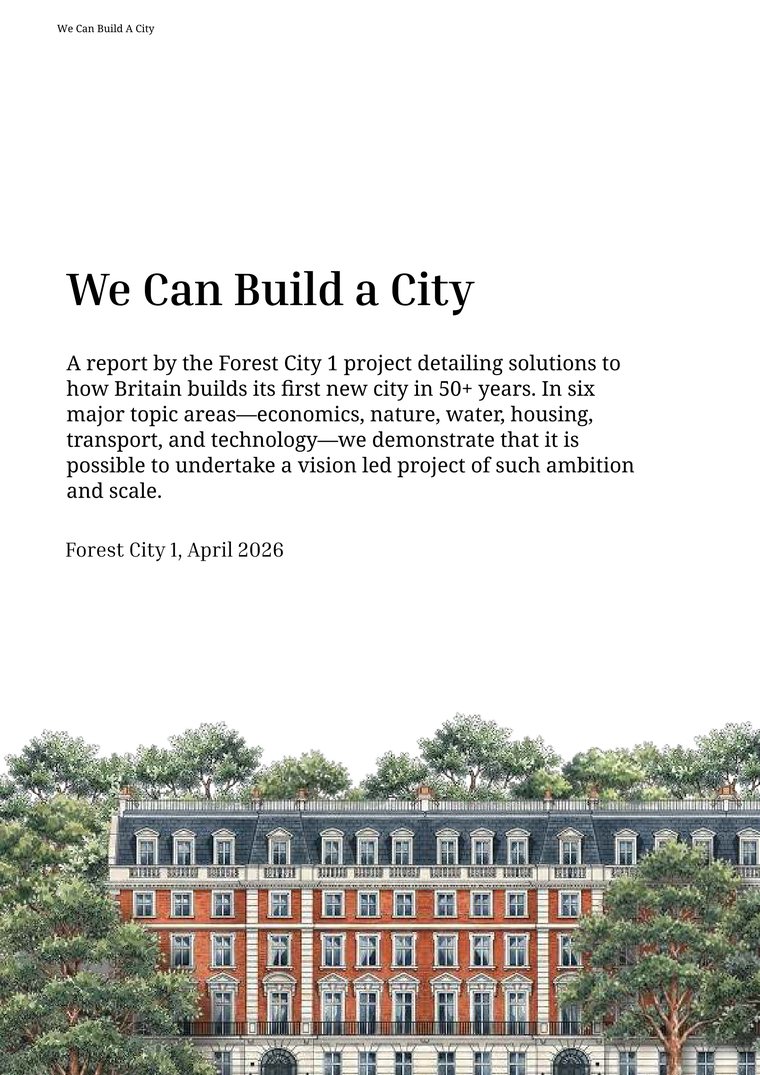 We Can Build A City
We Can Build a City
A report by the Forest City 1 project detailing solutions to
how Britain builds its first new city in 50+ years. In six
major topic areas—economics, nature, water, housing,
transport, and technology—we demonstrate that it is
possible to undertake a vision led project of such ambition
and scale.
Forest City 1, April 2026